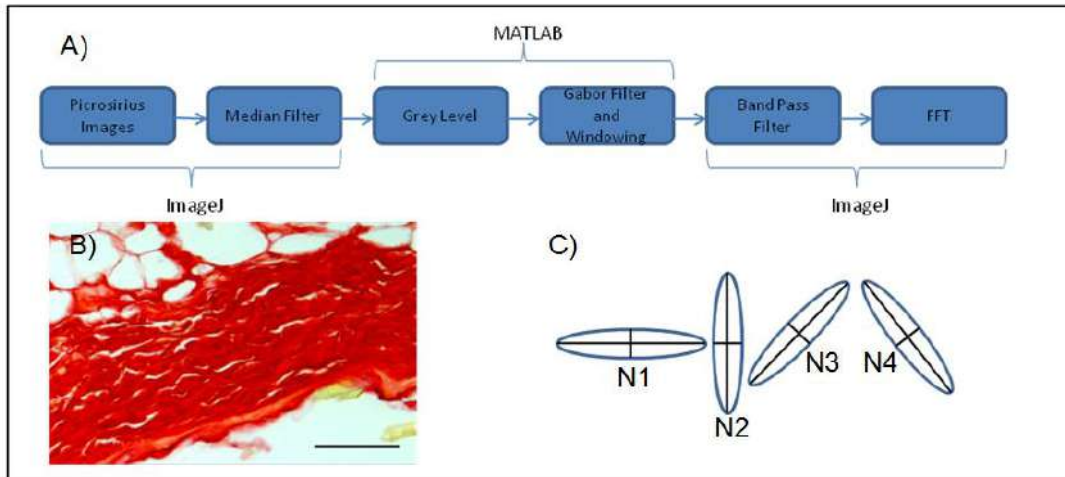 A)
MATLAB
Picrosirius
Images
Median Filter
Grey Level
Gabor Filter
and
Windowing
Band Pass
Filter
FFT
ImageJ
ImageJ
B)
C)
N1
N2
N3
N4